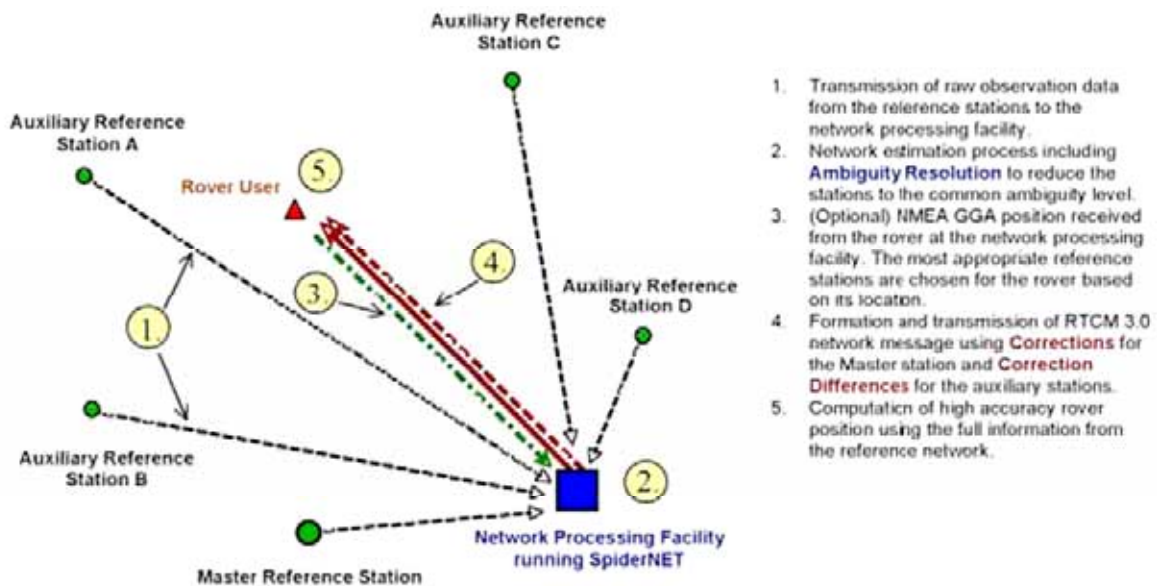 Auxiliary Reference
Station C
Auxiliary Reference
Station A
Rover User
5.
4.
3.
Auxiliary Reference
Station D
1.
Auxiliary Reference
Station B
2.
Network Processing Facility
running SpiderNET
Master Reference Station
1. Transmission of raw observation data
from the reference stations to the
network processing facility.
2. Network estimation process including
Ambiguity Resolution to reduce the
stations to the common ambiguity level.
3. (Optional) NMEA GGA position received
from the rover at the network processing
facility. The most appropriate reference
stations are chosen for the rover based
on its location.
4. Formation and transmission of RTCM 3.0
network message using Corrections for
the Master station and Correction
Differences for the auxiliary stations.
5. Computation of high accuracy rover
position using the full information from
the reference network.